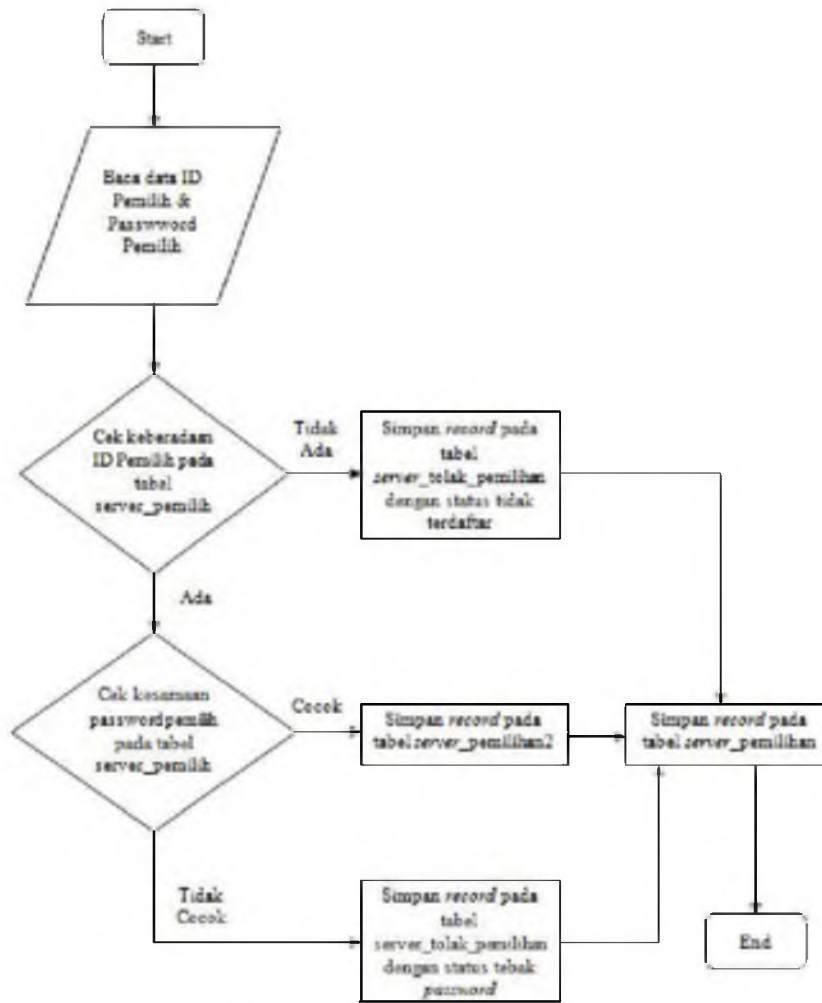 Start
Baca data ID
Pemilih &
Passwword
Pemilih
Cek keberadaan
ID Pemilih pada
tabel
server_pemilih
Tidak
Ada
Simpan record pada
tabel
server_tolak_pemilihan
dengan status tidak
terdaftar
Ada
Cek kesamaan
password pemilih
pada tabel
server_pemilih
Cocok
Simpan record pada
tabel server_pemilihan2
Simpan record pada
tabel server_pemilihan
Tidak
Cocok
Simpan record pada
tabel
server_tolak_pemilihan
dengan status tebak
password
End